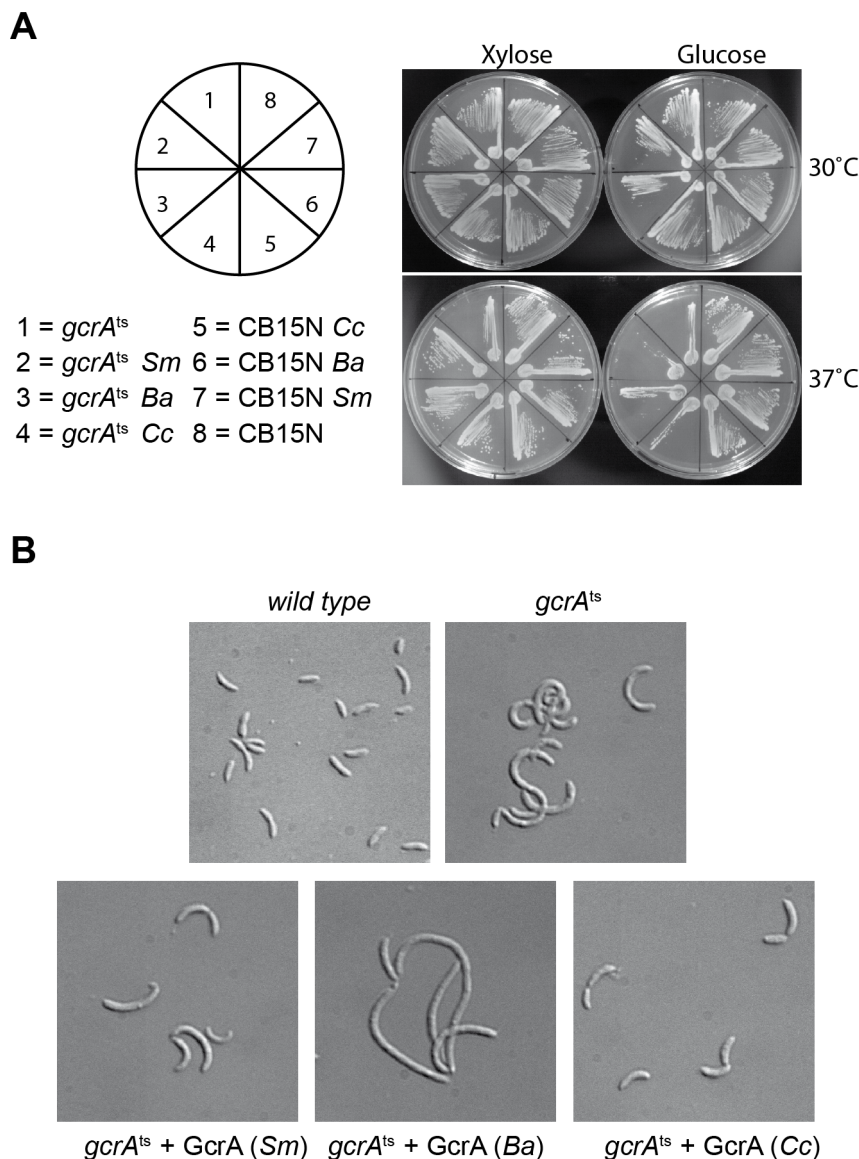 A
Xylose Glucose
1 8
2 7
3 6
4 5
30˚C
37˚C
1 = gcrAᵗˢ 5 = CB15N Cc
2 = gcrAᵗˢ Sm 6 = CB15N Ba
3 = gcrAᵗˢ Ba 7 = CB15N Sm
4 = gcrAᵗˢ Cc 8 = CB15N
B
wild type gcrAᵗˢ
gcrAᵗˢ + GcrA (Sm) gcrAᵗˢ + GcrA (Ba) gcrAᵗˢ + GcrA (Cc)